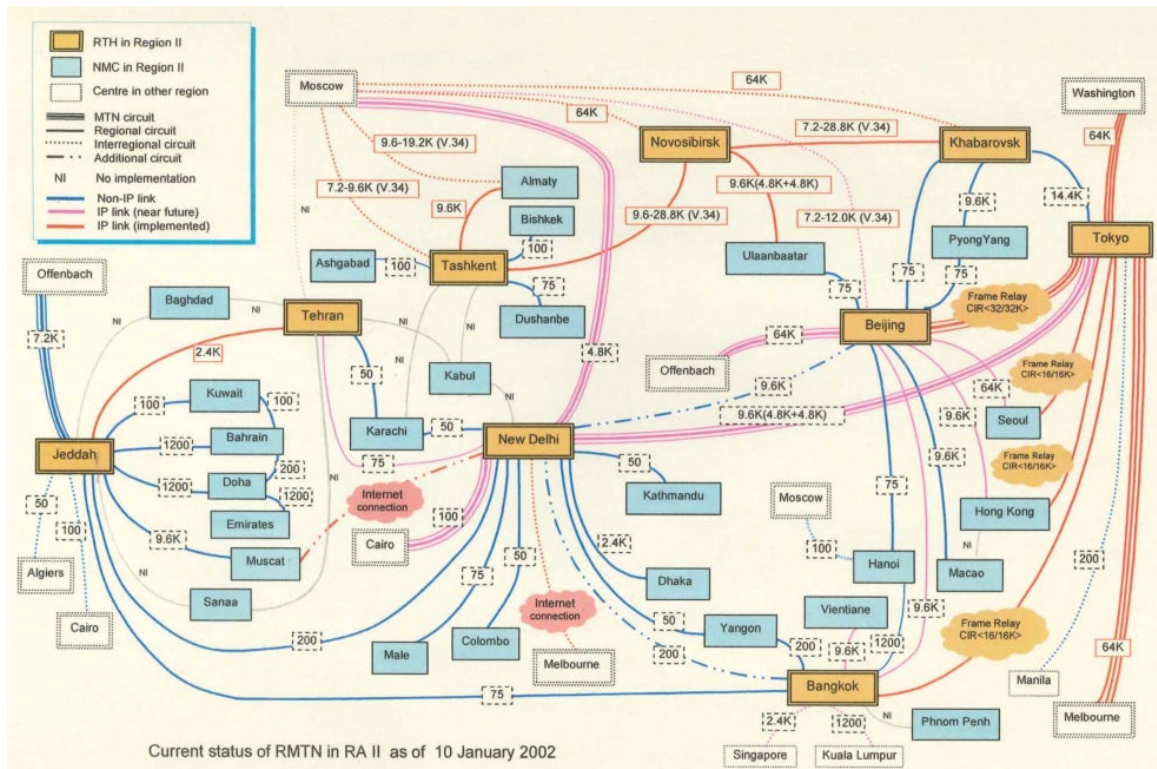 RTH in Region II
NMC in Region II
Centre in other region
MTN circuit
Regional circuit
Interregional circuit
Additional circuit
NI No implementation
Non-IP link
IP link (near future)
IP link (implemented)
Moscow
64K
Washington
64K
64K
Novosibirsk
7.2-28.8K (V.34)
Khabarovsk
9.6-19.2K (V.34)
7.2-9.6K (V.34)
Almaty
9.6K
Bishkek
100
9.6-28.8K (V.34)
9.6K(4.8K+4.8K)
7.2-12.0K (V.34)
9.6K
14.4K
NI
Ashgabad
100
Tashkent
Ulaanbaatar
PyongYang
Tokyo
Offenbach
75
75
75
75
Baghdad
Tehran
Dushanbe
Beijing
Frame Relay
CIR<32/32K>
NI
7.2K
2.4K
NI
NI
4.8K
64K
Offenbach
50
Kabul
NI
NI
9.6K
Frame Relay
CIR<16/16K>
64K
Kuwait
100
100
9.6K(4.8K+4.8K)
9.6K
Seoul
Jeddah
1200
Bahrain
Karachi
50
New Delhi
9.6K
Frame Relay
CIR<16/16K>
200
75
50
1200
Doha
1200
NI
Internet
connection
Kathmandu
75
Moscow
50
100
Emirates
100
Hong Kong
9.6K
Muscat
Cairo
2.4K
100
Hanoi
NI
Macao
200
Algiers
NI
Sanaa
75
50
Dhaka
Internet
connection
Vientiane
9.6K
Frame Relay
CIR<16/16K>
Cairo
200
Male
Colombo
50
Yangon
200
200
9.6K
1200
64K
Melbourne
Manila
75
Bangkok
Melbourne
2.4K
1200
NI
Phnom Penh
Singapore
Kuala Lumpur
Current status of RMTN in RA II as of 10 January 2002